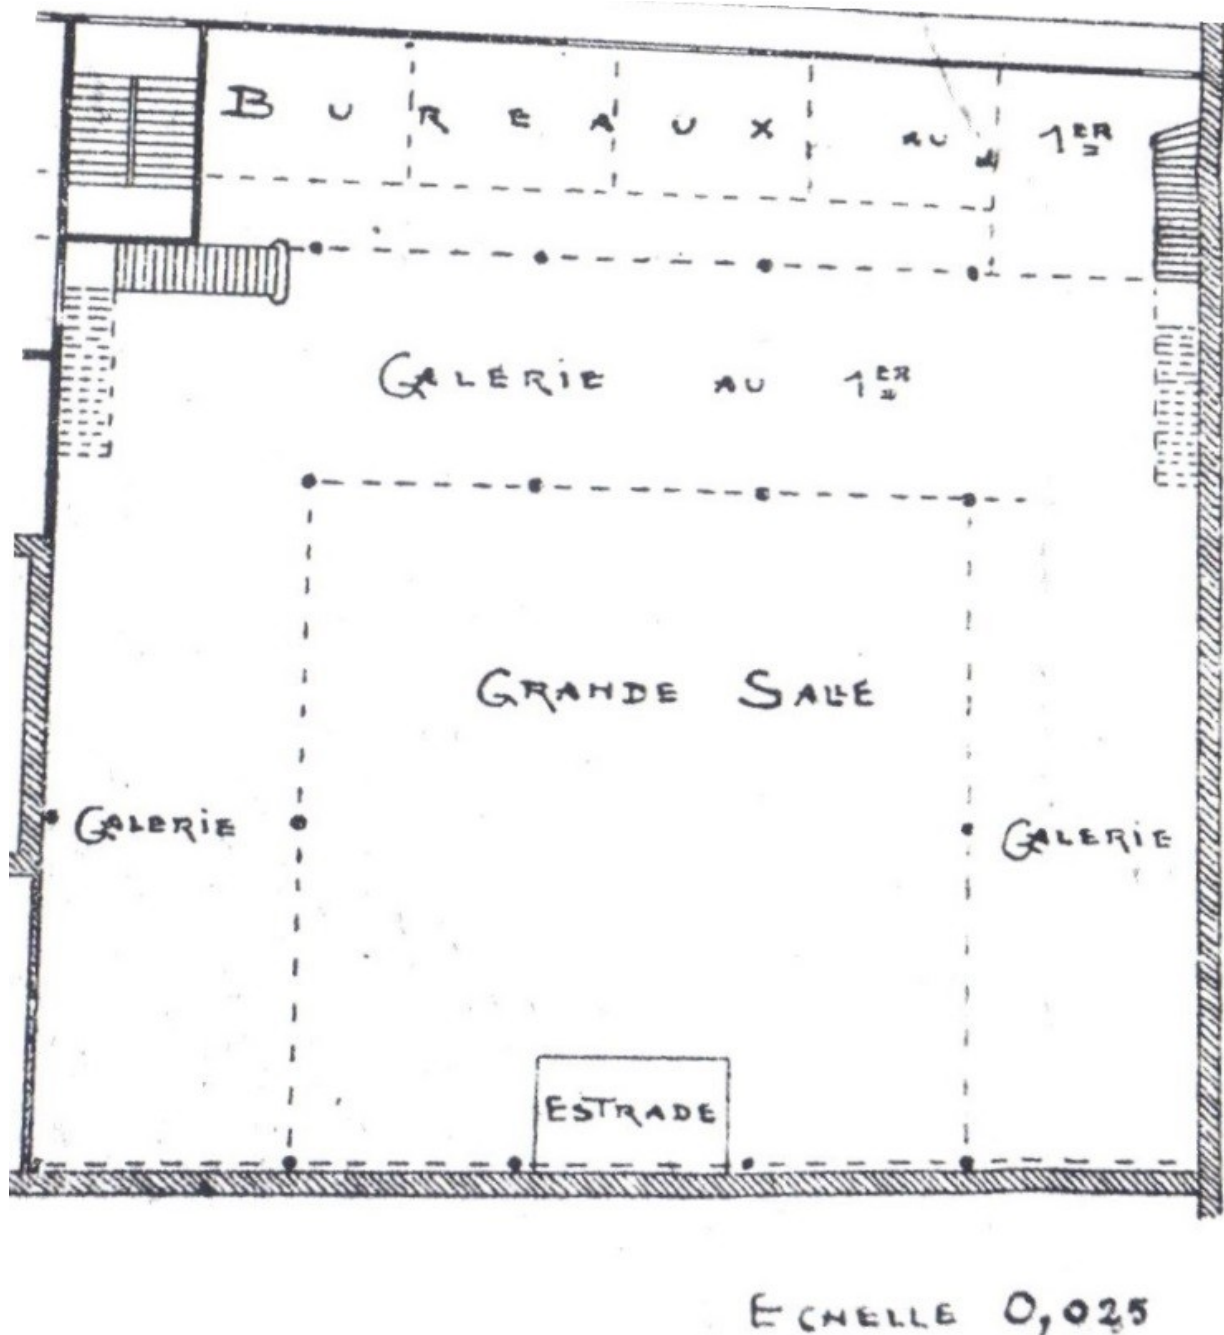 BUREAUX AU 1ER
GALERIE AU 1ER
GRANDE SALLE
GALERIE
GALERIE
ESTRADE
ECHELLE 0,025